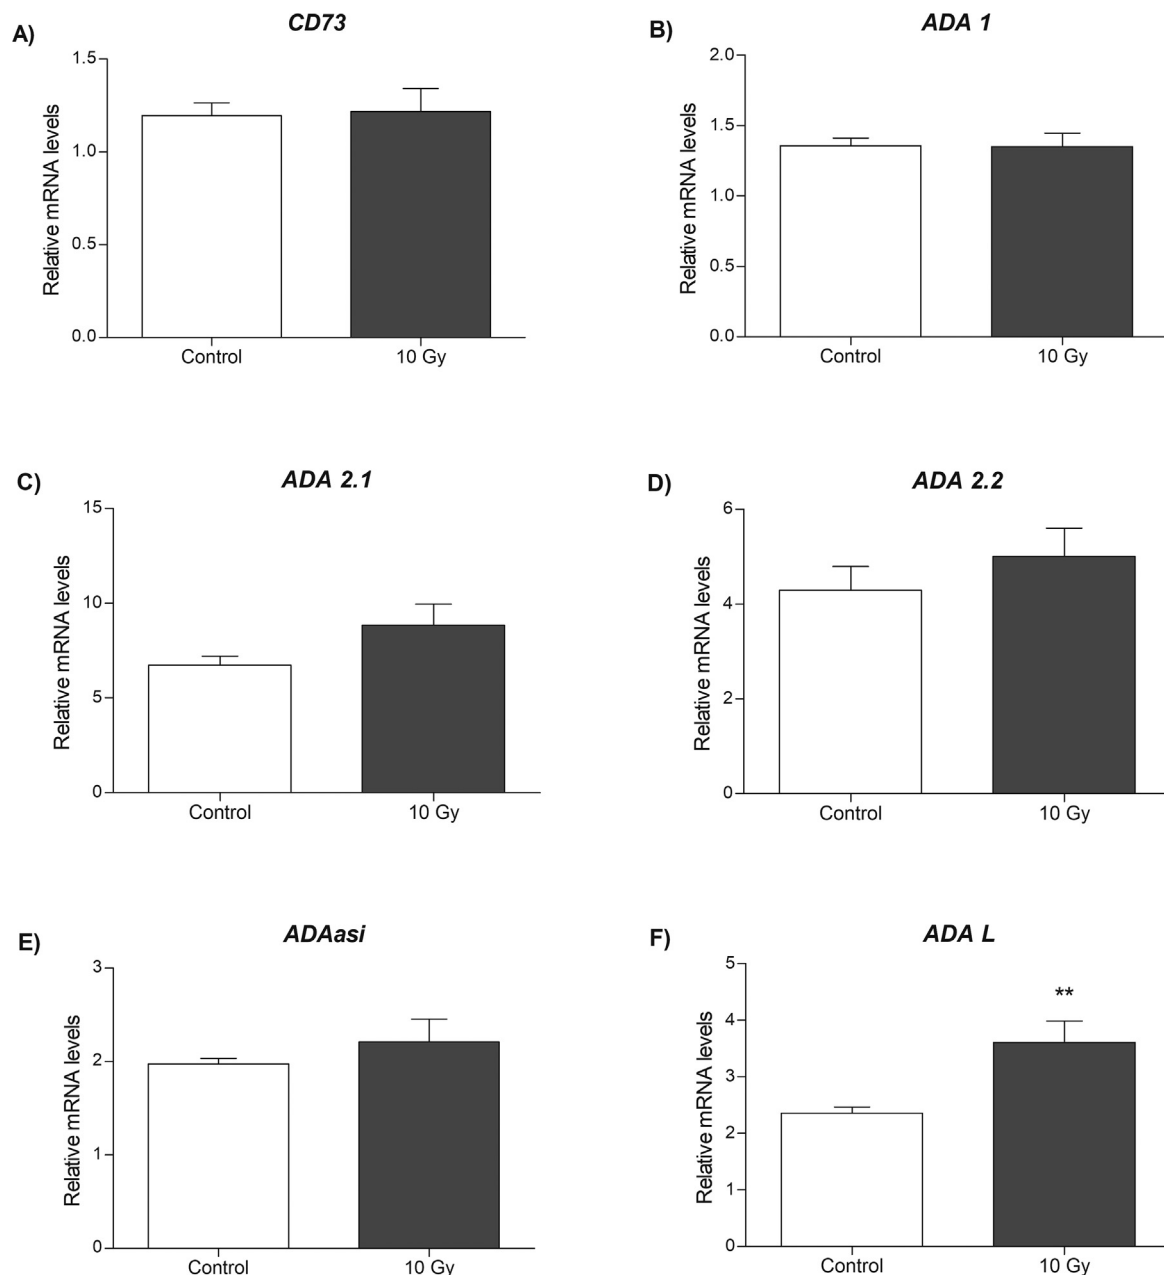 A)
CD73
Relative mRNA levels
1.5
1.0
0.5
0.0
Control
10 Gy
B)
ADA 1
Relative mRNA levels
2.0
1.5
1.0
0.5
0.0
Control
10 Gy
C)
ADA 2.1
Relative mRNA levels
15
10
5
0
Control
10 Gy
D)
ADA 2.2
Relative mRNA levels
6
4
2
0
Control
10 Gy
E)
ADAasi
Relative mRNA levels
3
2
1
0
Control
10 Gy
F)
ADA L
Relative mRNA levels
5
4
3
2
1
0
**
Control
10 Gy